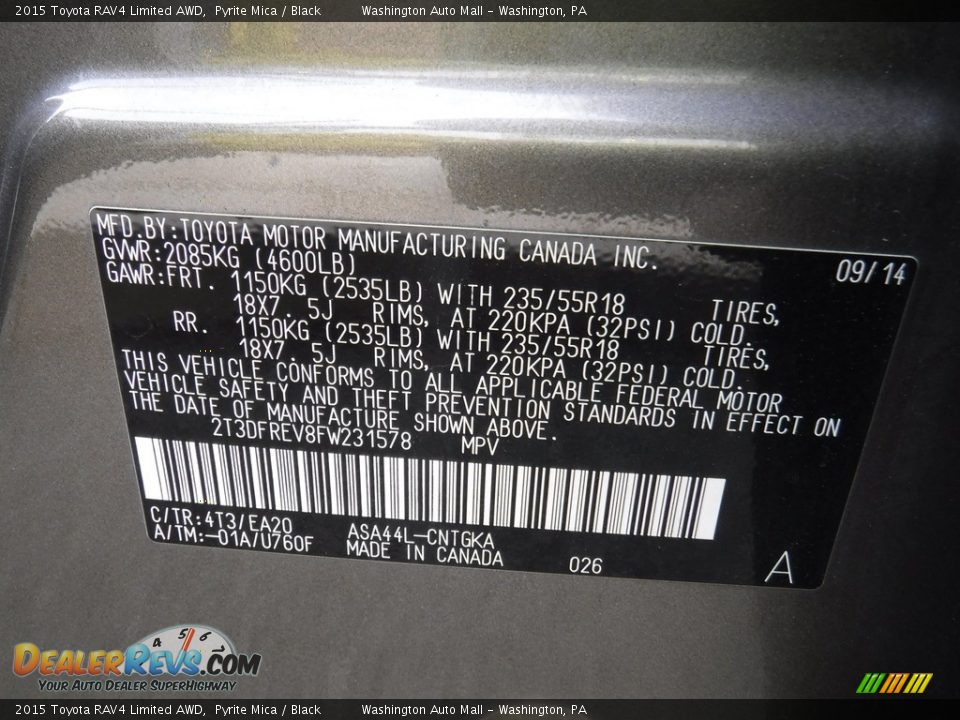 2015 Toyota RAV4 Limited AWD,  Pyrite Mica / Black     Washington Auto Mall - Washington, PA
MFD.BY:TOYOTA MOTOR MANUFACTURING CANADA INC.
GVWR:2085KG (4600LB)     09/14
GAWR:FRT. 1150KG (2535LB) WITH 235/55R18     TIRES,
18X7.5J RIMS, AT 220KPA (32PSI) COLD.
RR. 1150KG (2535LB) WITH 235/55R18     TIRES,
18X7.5J RIMS, AT 220KPA (32PSI) COLD.
THIS VEHICLE CONFORMS TO ALL APPLICABLE FEDERAL MOTOR
VEHICLE SAFETY AND THEFT PREVENTION STANDARDS IN EFFECT ON
THE DATE OF MANUFACTURE SHOWN ABOVE.
2T3DFREV8FW231578     MPV
C/TR:4T3/EA20     ASA44L-CNTGKA
A/TM:-01A/U760F     MADE IN CANADA     026     A
4 5 6 7
DealerRevs.com
Your Auto Dealer SuperHighway
2015 Toyota RAV4 Limited AWD,  Pyrite Mica / Black     Washington Auto Mall - Washington, PA